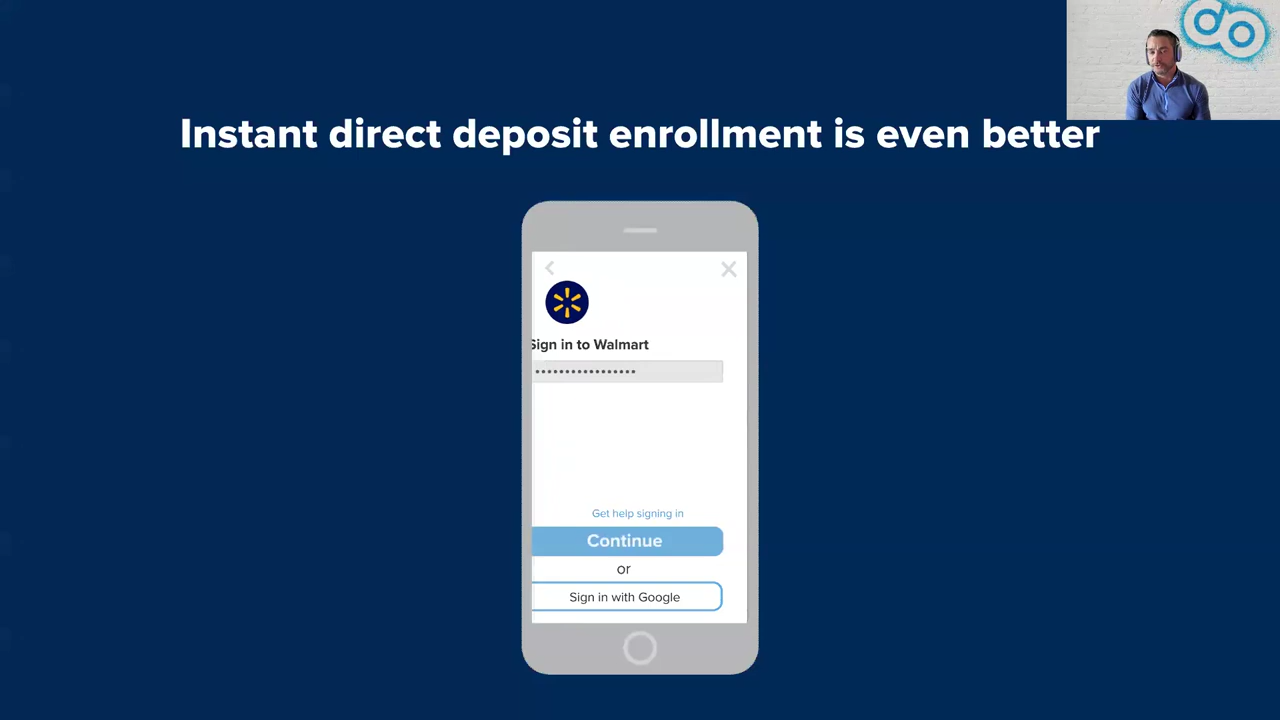 Instant direct deposit enrollment is even better
do
Sign in to Walmart
•••••••••••••••••
Get help signing in
Continue
or
Sign in with Google